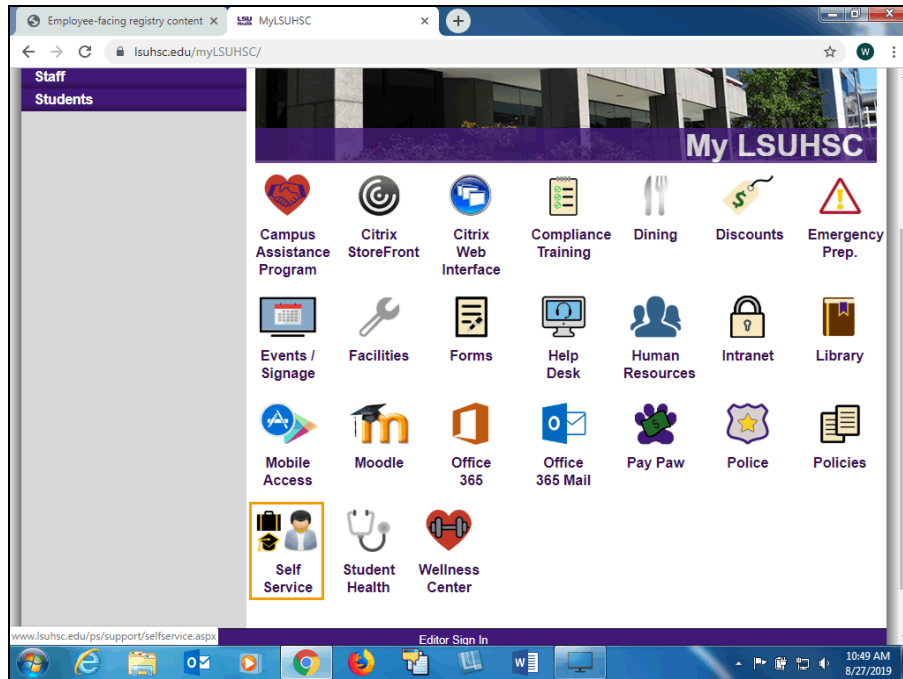 Employee-facing registry content
LSU Health MyLSUHSC
lsuhsc.edu/myLSUHSC/
W
Staff
Students
My LSUHSC
Campus Assistance Program
Citrix StoreFront
Citrix Web Interface
Compliance Training
Dining
Discounts
Emergency Prep.
Events / Signage
Facilities
Forms
Help Desk
Human Resources
Intranet
Library
Mobile Access
Moodle
Office 365
Office 365 Mail
Pay Paw
Police
Policies
Self Service
Student Health
Wellness Center
www.lsuhsc.edu/ps/support/selfservice.aspx
Editor Sign In
10:49 AM
8/27/2019